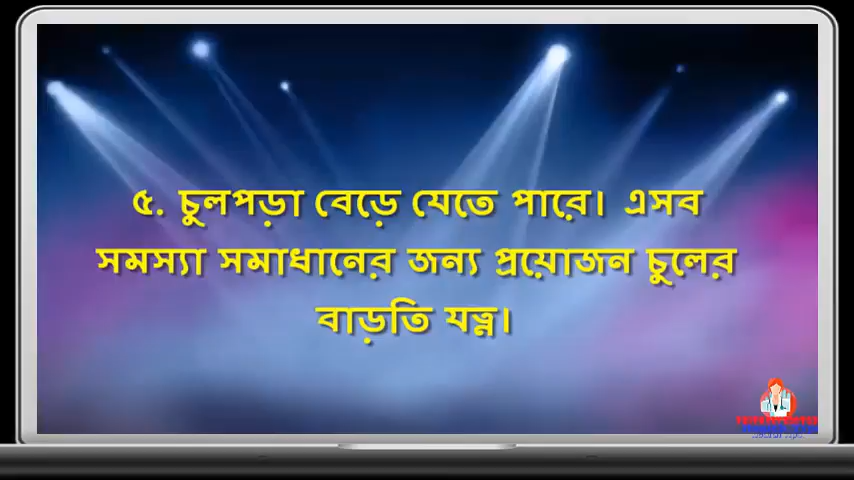 ৫. চুলপড়া বেড়ে যেতে পারে। এসব
সমস্যা সমাধানের জন্য প্রয়োজন চুলের
বাড়তি যত্ন।